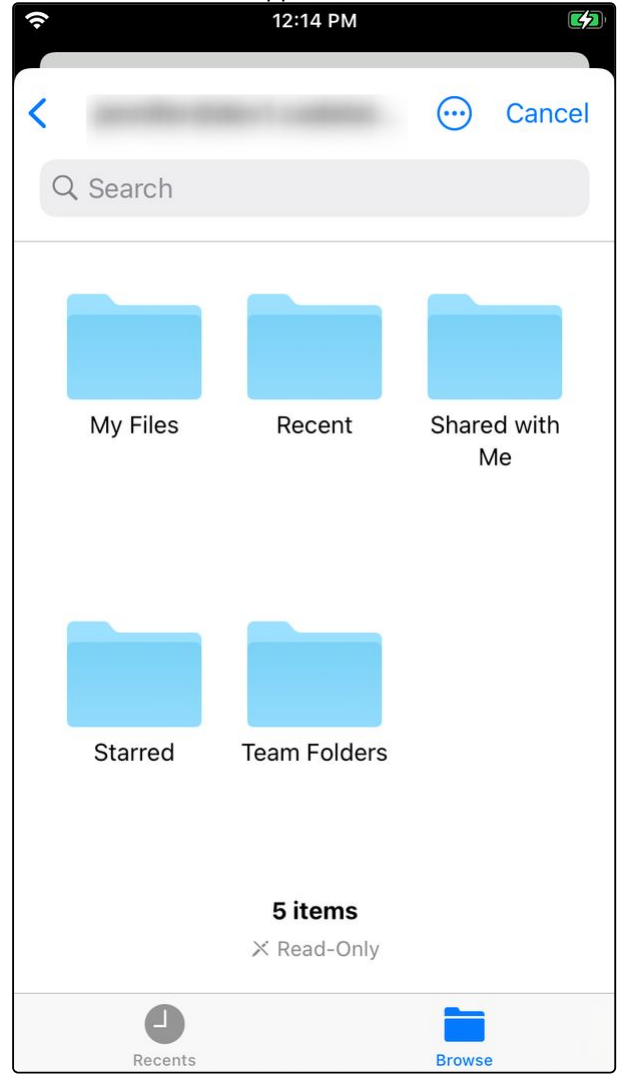 12:14 PM
Cancel
Search
My Files
Recent
Shared with
Me
Starred
Team Folders
5 items
Read-Only
Recents
Browse